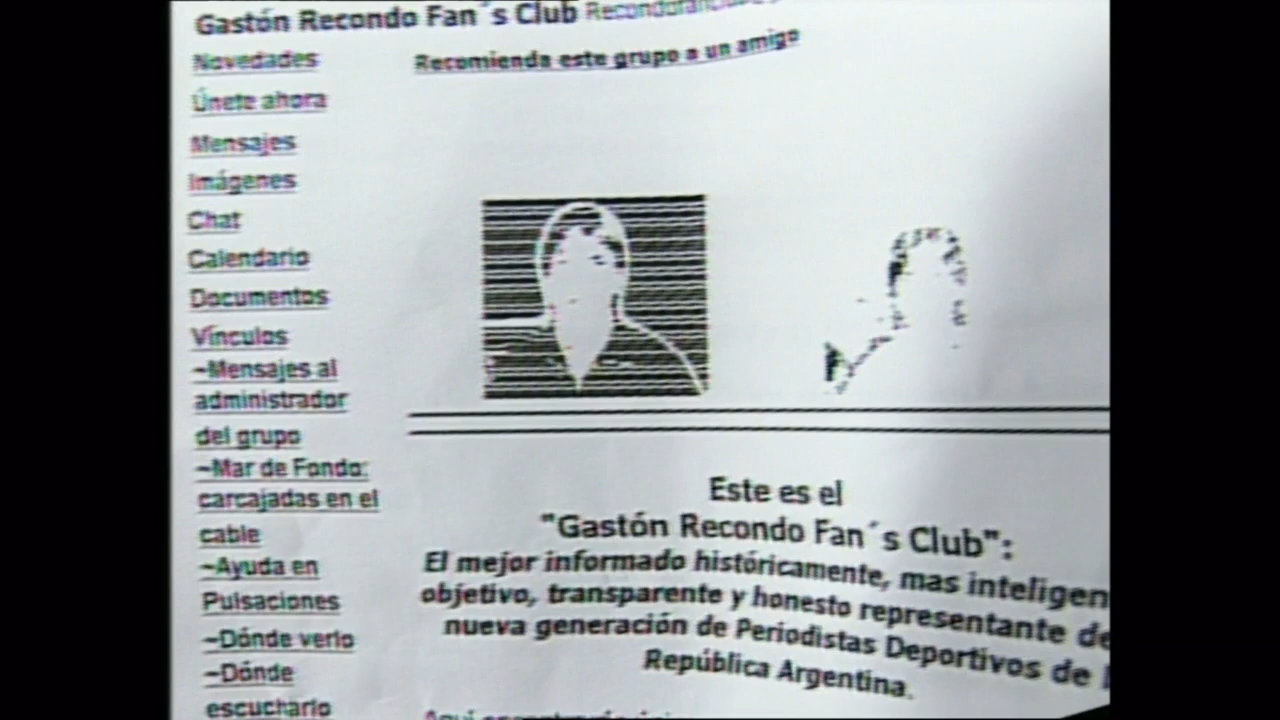 Gastón Recondo Fan´s Club
Novedades
Recomienda este grupo a un amigo
Únete ahora
Mensajes
Imágenes
Chat
Calendario
Documentos
Vínculos
~Mensajes al
administrador
del grupo
~Mar de Fondo:
carcajadas en el
cable
~Ayuda en
Pulsaciones
~Dónde verlo
~Dónde
escucharlo
Este es el
"Gastón Recondo Fan´s Club":
El mejor informado históricamente, mas inteligen
objetivo, transparente y honesto representante de
nueva generación de Periodistas Deportivos de
República Argentina.